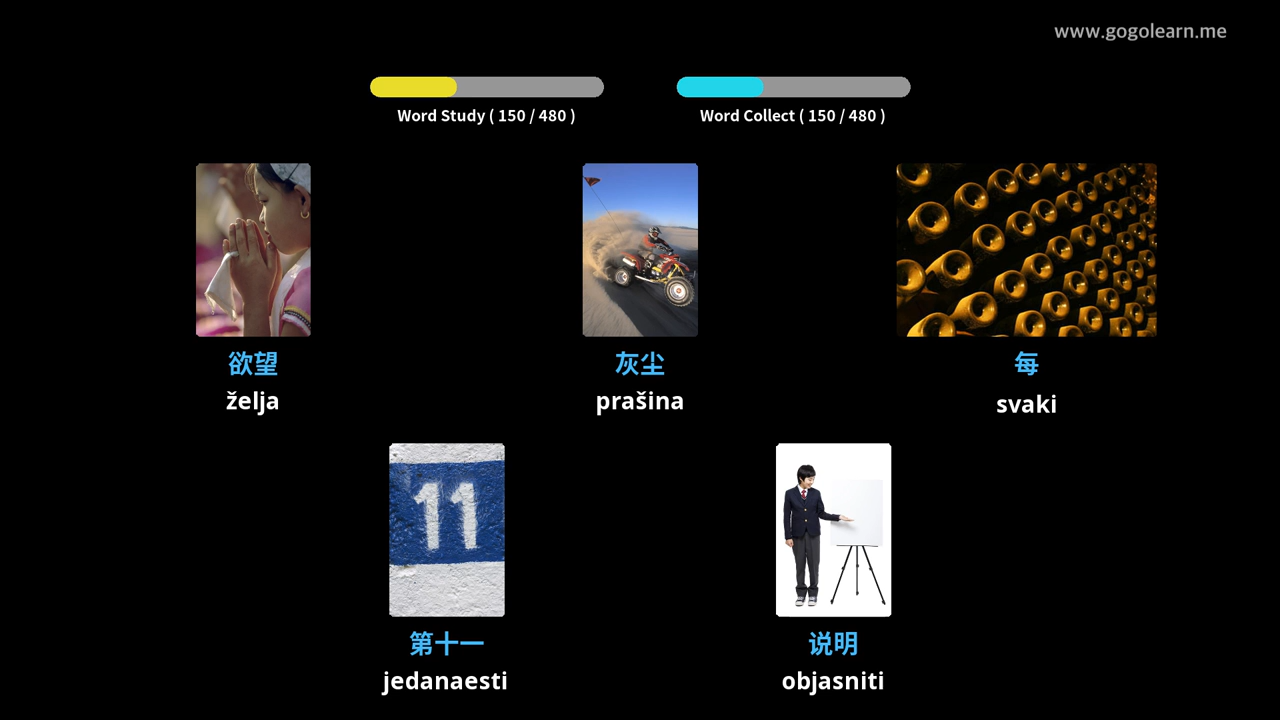 www.gogolearn.me
Word Study ( 150 / 480 )
Word Collect ( 150 / 480 )
欲望
želja
灰尘
prašina
每
svaki
11
第十一
jedanaesti
说明
objasniti